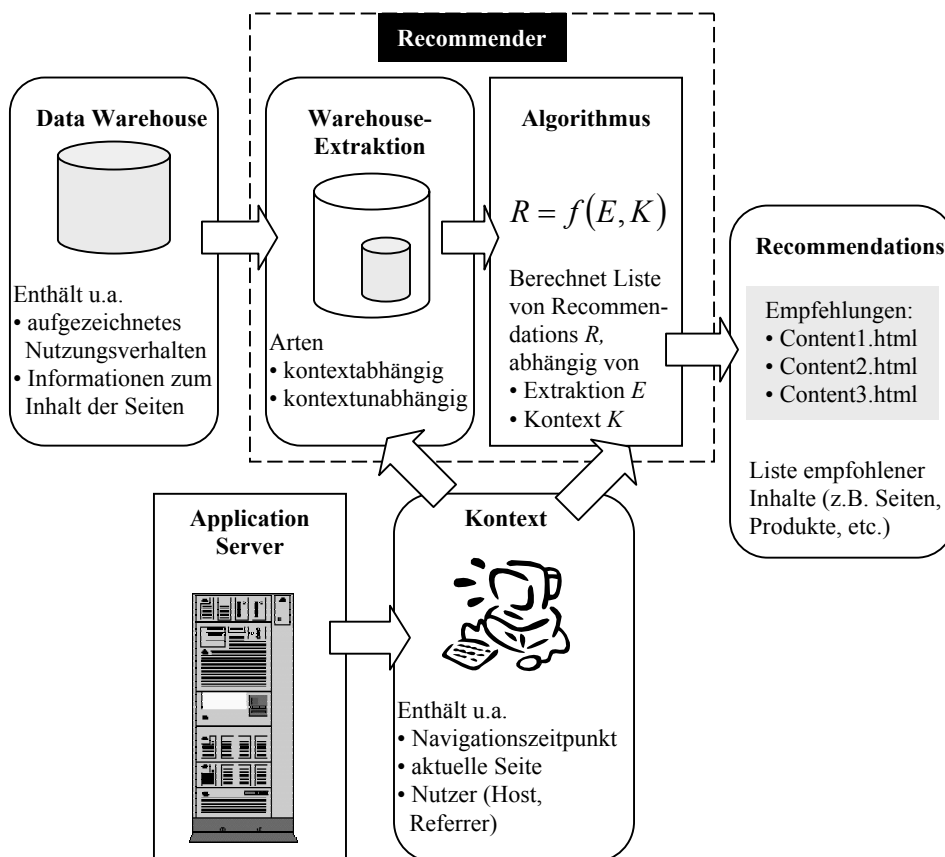 Recommender
Data Warehouse
Enthält u.a.
• aufgezeichnetes
Nutzungsverhalten
• Informationen zum
Inhalt der Seiten
Warehouse-
Extraktion
Arten
• kontextabhängig
• kontextunabhängig
Algorithmus
R = f(E, K)
Berechnet Liste
von Recommen-
dations R,
abhängig von
• Extraktion E
• Kontext K
Recommendations
Empfehlungen:
• Content1.html
• Content2.html
• Content3.html
Liste empfohlener
Inhalte (z.B. Seiten,
Produkte, etc.)
Application
Server
Kontext
Enthält u.a.
• Navigationszeitpunkt
• aktuelle Seite
• Nutzer (Host,
Referrer)